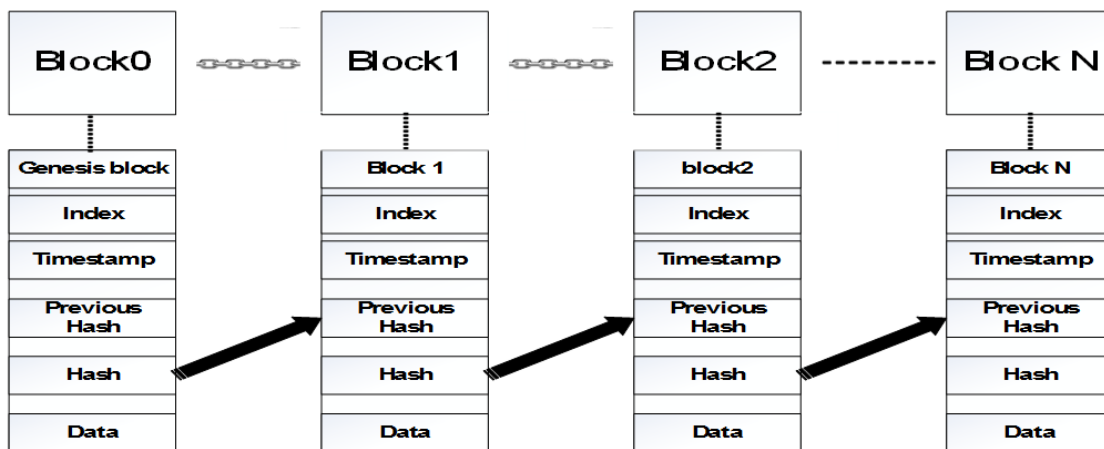 Block0
Block1
Block2
Block N
Genesis block
Index
Timestamp
Previous
Hash
Hash
Data
Block 1
Index
Timestamp
Previous
Hash
Hash
Data
block2
Index
Timestamp
Previous
Hash
Hash
Data
Block N
Index
Timestamp
Previous
Hash
Hash
Data